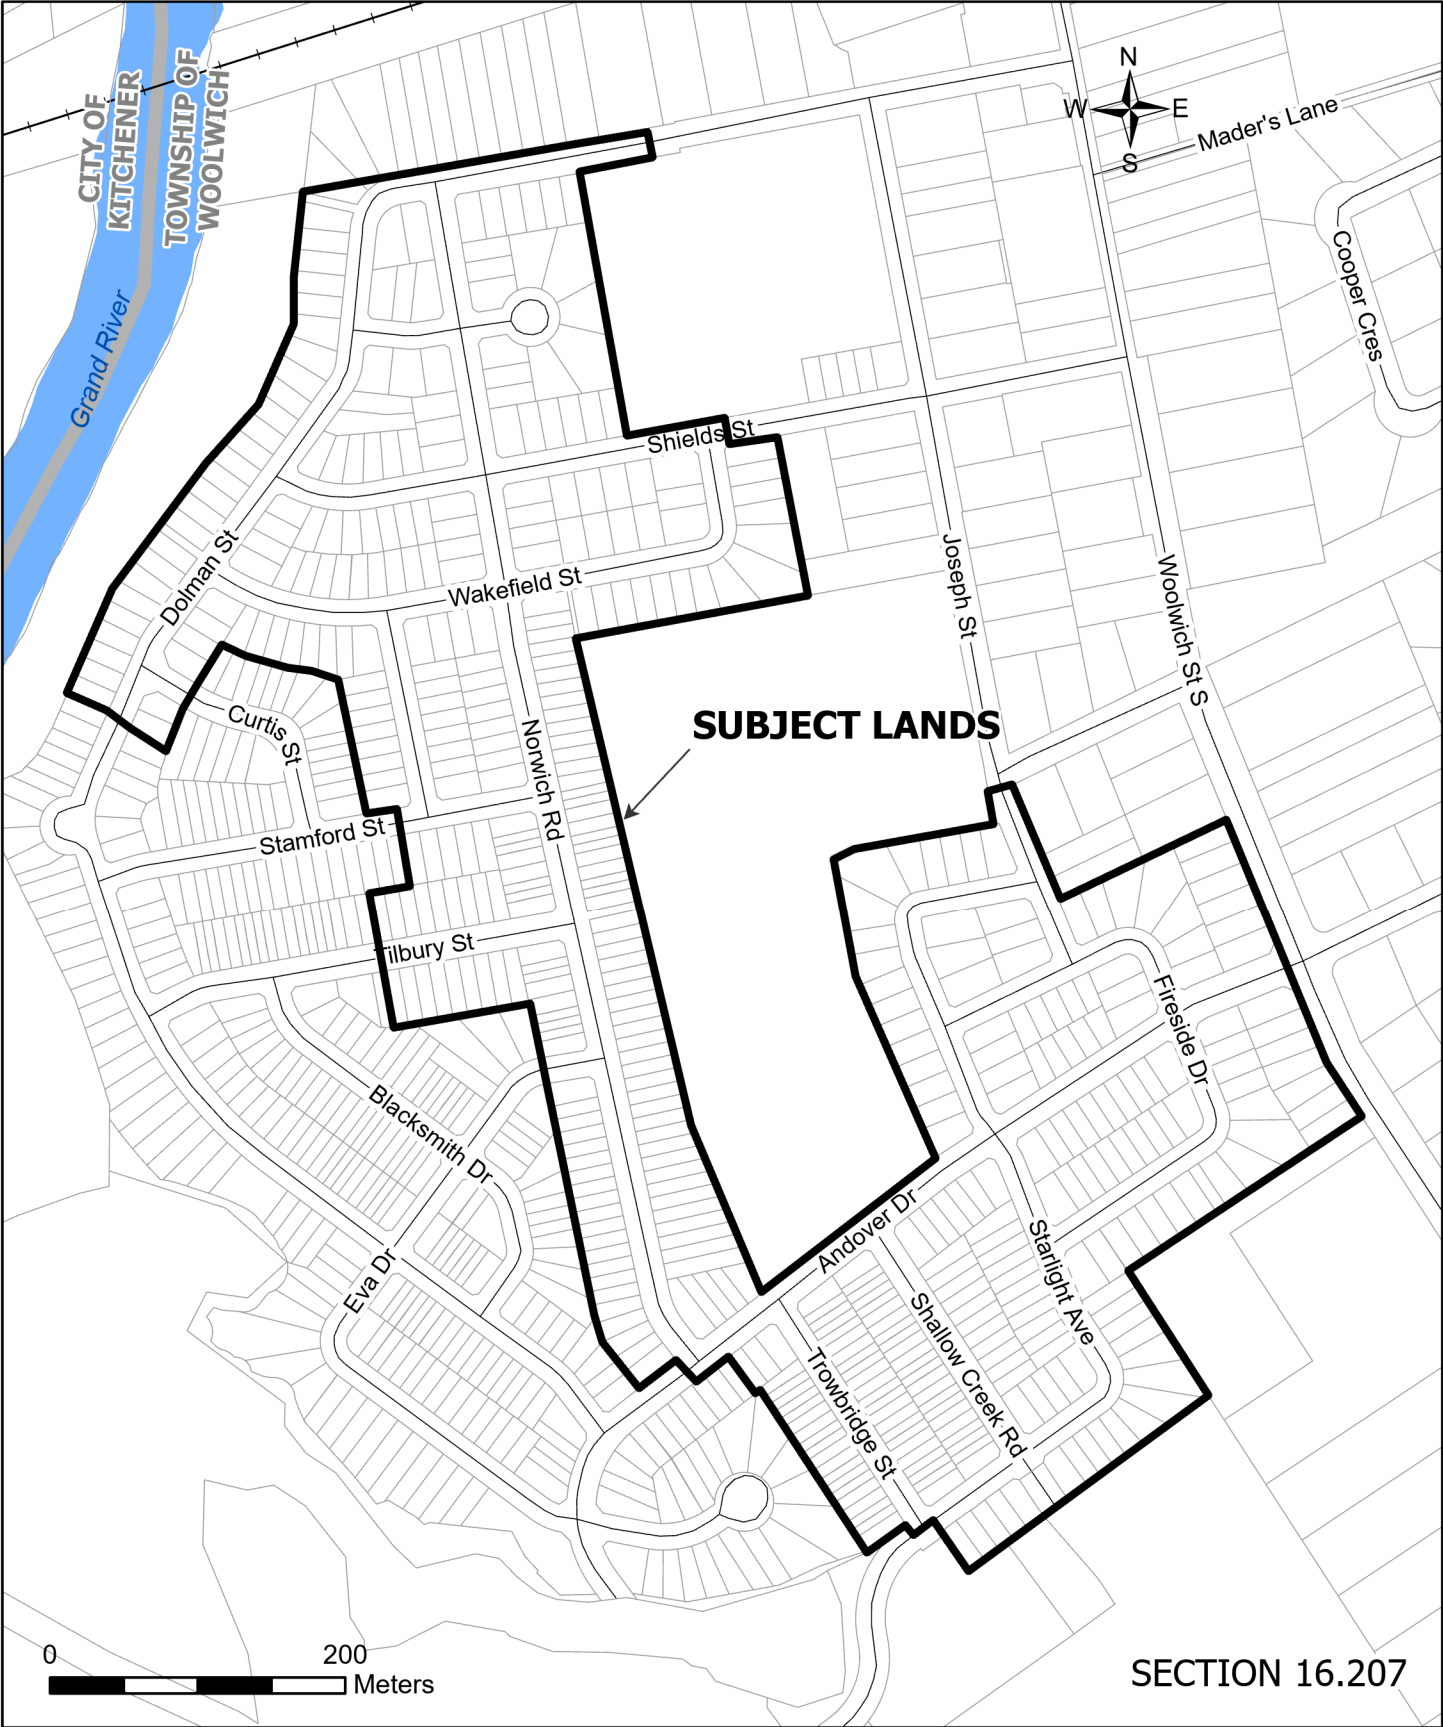 N
W
E
S
CITY OF
KITCHENER
TOWNSHIP OF
WOOLWICH
Mader's Lane
Cooper Cres
Grand River
Shields St
Dolman St
Wakefield St
Joseph St
Woolwich St S
Curtis St
SUBJECT LANDS
Norwich Rd
Stamford St
Tilbury St
Fireside Dr
Blacksmith Dr
Andover Dr
Starlight Ave
Eva Dr
Shallow Creek Rd
Trowbridge St
0
200
Meters
SECTION 16.207